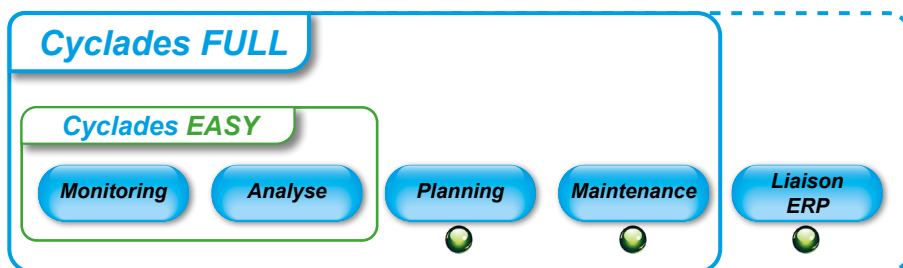 Cyclades FULL
Cyclades EASY
Monitoring
Analyse
Planning
Maintenance
Liaison
ERP